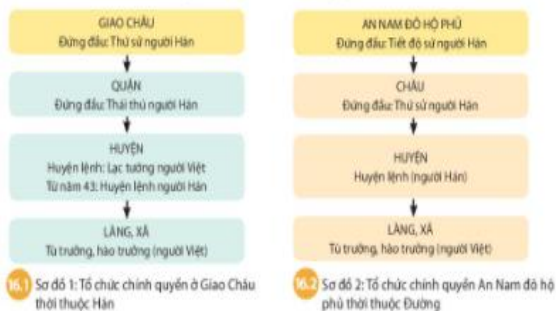 GIAO CHÂU
Đứng đầu: Thứ sử người Hán
QUẬN
Đứng đầu: Thái thú người Hán
HUYỆN
Huyện lệnh: Lạc tướng người Việt
Từ năm 43: Huyện lệnh người Hán
LÀNG, XÃ
Tù trưởng, hào trưởng (người Việt)
16.1 Sơ đồ 1: Tổ chức chính quyền ở Giao Châu
thời thuộc Hán
AN NAM ĐÔ HỘ PHỦ
Đứng đầu: Tiết độ sứ người Hán
CHÂU
Đứng đầu: Thứ sử người Hán
HUYỆN
Huyện lệnh (người Hán)
LÀNG, XÃ
Tù trưởng, hào trưởng (người Việt)
16.2 Sơ đồ 2: Tổ chức chính quyền An Nam đô hộ
phủ thời thuộc Đường